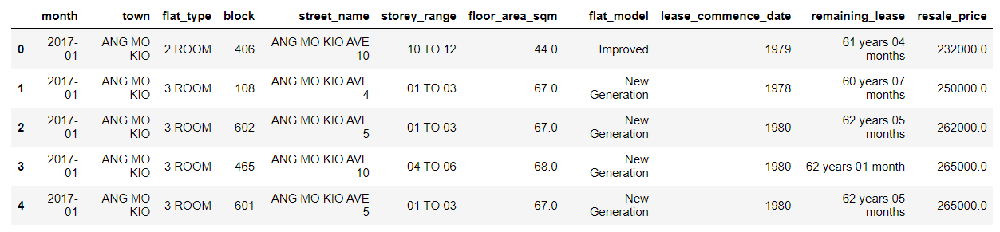 month town flat_type block street_name storey_range floor_area_sqm flat_model lease_commence_date remaining_lease resale_price
0 2017-01 ANG MO KIO 2 ROOM 406 ANG MO KIO AVE 10 10 TO 12 44.0 Improved 1979 61 years 04 months 232000.0
1 2017-01 ANG MO KIO 3 ROOM 108 ANG MO KIO AVE 4 01 TO 03 67.0 New Generation 1978 60 years 07 months 250000.0
2 2017-01 ANG MO KIO 3 ROOM 602 ANG MO KIO AVE 5 01 TO 03 67.0 New Generation 1980 62 years 05 months 262000.0
3 2017-01 ANG MO KIO 3 ROOM 465 ANG MO KIO AVE 10 04 TO 06 68.0 New Generation 1980 62 years 01 month 265000.0
4 2017-01 ANG MO KIO 3 ROOM 601 ANG MO KIO AVE 5 01 TO 03 67.0 New Generation 1980 62 years 05 months 265000.0